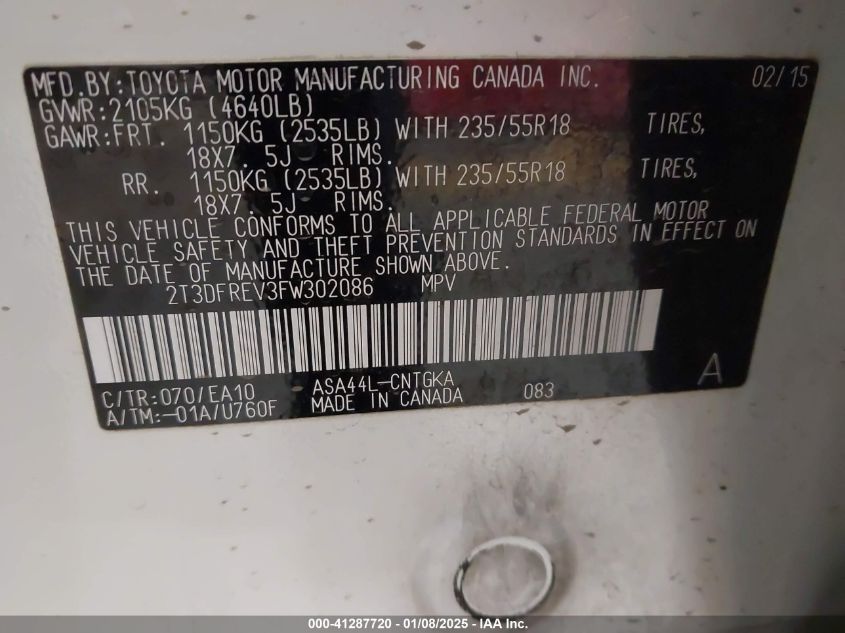 MFD.BY:TOYOTA MOTOR MANUFACTURING CANADA INC. 02/15
GVWR:2105KG (4640LB)
GAWR:FRT. 1150KG (2535LB) WITH 235/55R18 TIRES,
18X7. 5J RIMS.
RR. 1150KG (2535LB) WITH 235/55R18 TIRES,
18X7. 5J RIMS.
THIS VEHICLE CONFORMS TO ALL APPLICABLE FEDERAL MOTOR
VEHICLE SAFETY AND THEFT PREVENTION STANDARDS IN EFFECT ON
THE DATE OF MANUFACTURE SHOWN ABOVE.
2T3DFREV3FW302086 MPV
A
C/TR:070/EA10 ASA44L-CNTGKA
A/TM:-01A/U760F MADE IN CANADA 083
000-41287720 - 01/08/2025 - IAA Inc.